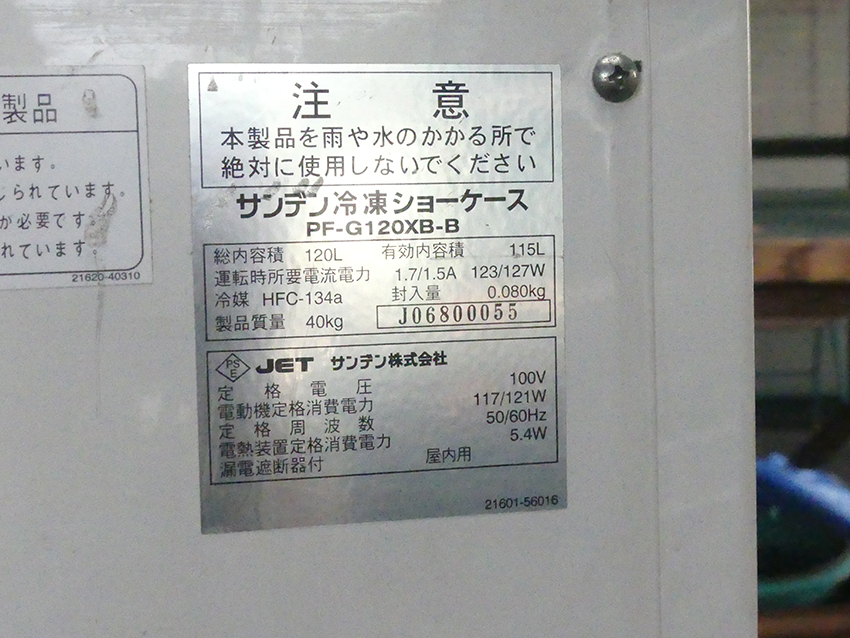 製品
います。
じられています。
が必要です。
れています。
21620-40310
注 意
本製品を雨や水のかかる所で
絶対に使用しないでください
サンデン冷凍ショーケース
PF-G120XB-B
総内容積 120L 有効内容積 115L
運転時所要電流電力 1.7/1.5A 123/127W
冷媒 HFC-134a 封入量 0.080kg
製品質量 40kg J06800055
PS E JET サンデン株式会社
定格電圧 100V
電動機定格消費電力 117/121W
定格周波数 50/60Hz
電熱装置定格消費電力 5.4W
漏電遮断器付 屋内用
21601-56016